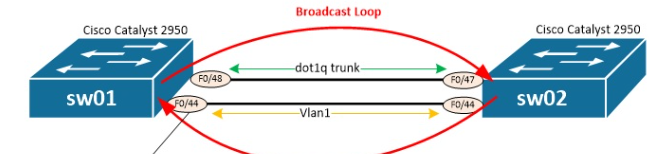 Broadcast Loop
Cisco Catalyst 2950
Cisco Catalyst 2950
F0/48
dot1q trunk
F0/47
sw01
sw02
F0/44
Vlan1
F0/44